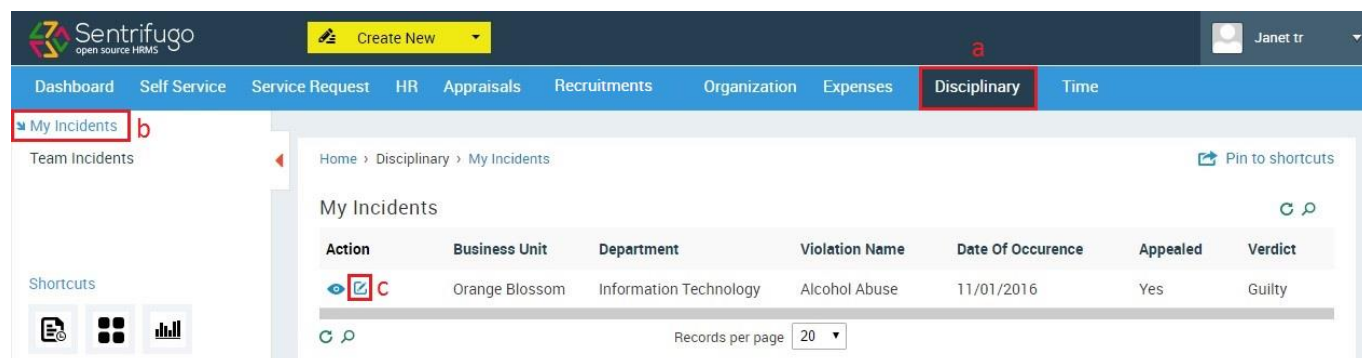 Sentrifugo
open source HRMS
Create New
a
Janet tr
Dashboard Self Service Service Request HR Appraisals Recruitments Organization Expenses Disciplinary Time
My Incidents b
Team Incidents
Home › Disciplinary › My Incidents Pin to shortcuts
My Incidents
Action Business Unit Department Violation Name Date Of Occurence Appealed Verdict
c Orange Blossom Information Technology Alcohol Abuse 11/01/2016 Yes Guilty
Shortcuts
Records per page 20